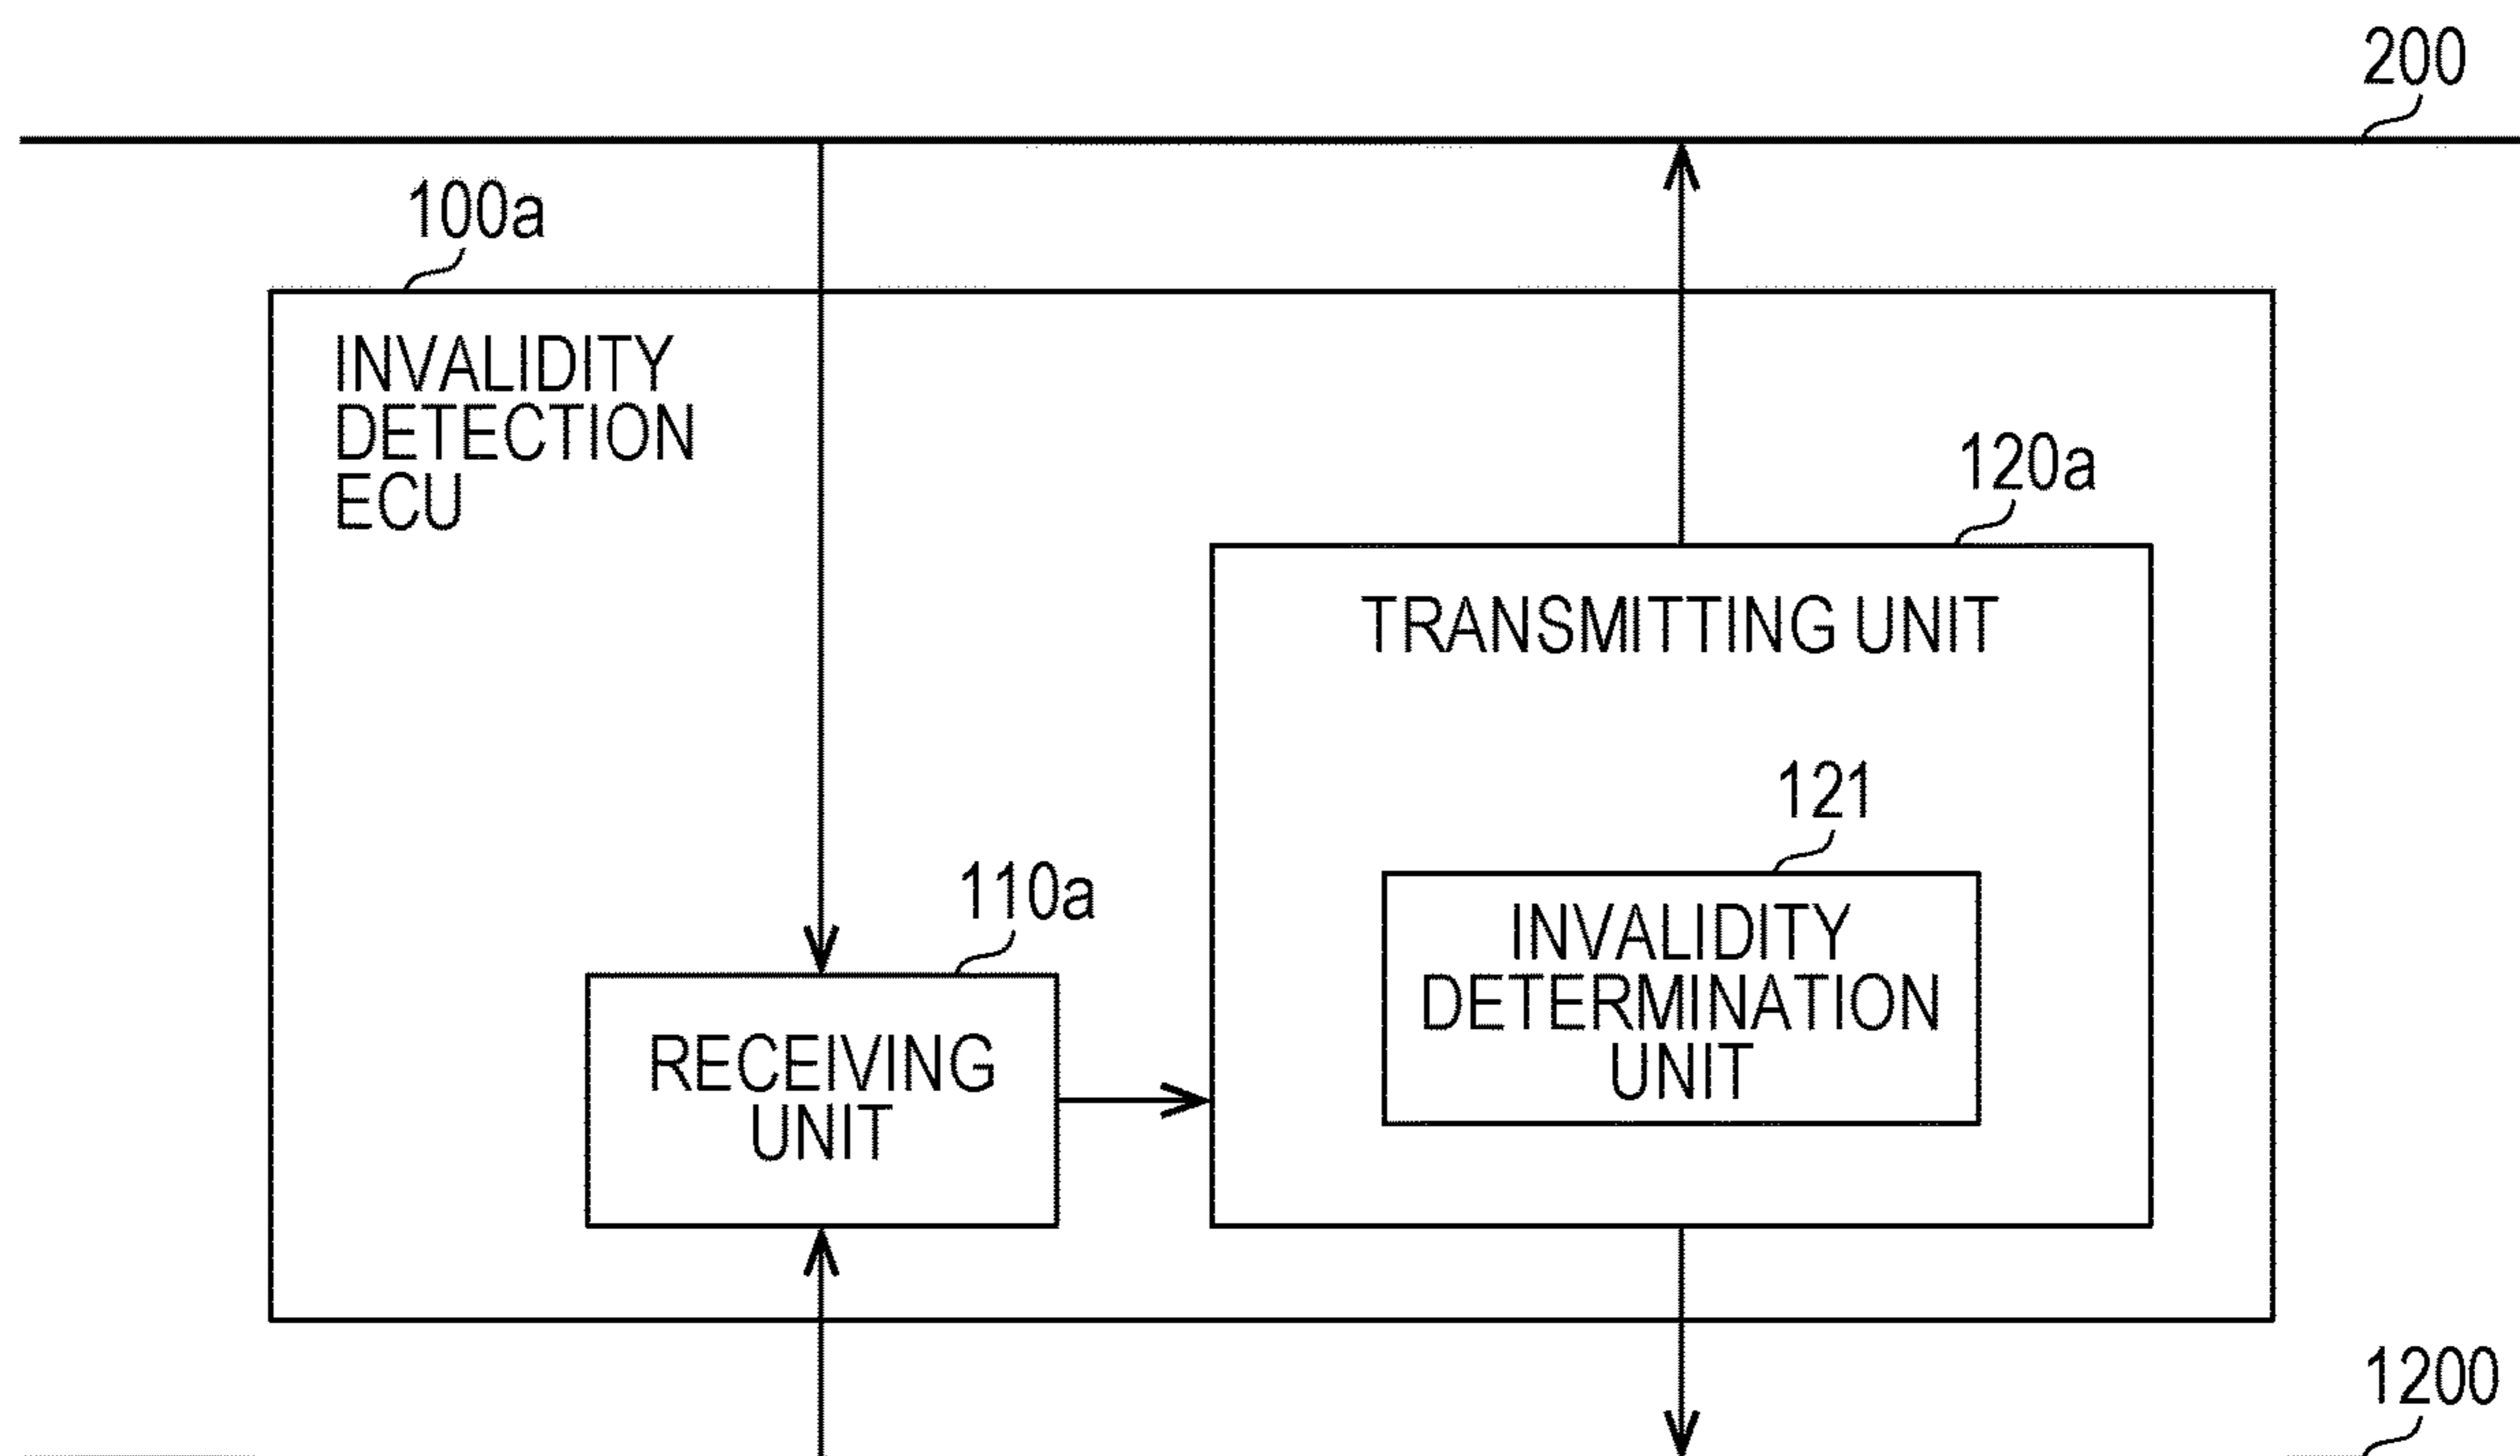 200
100a
INVALIDITY
DETECTION
ECU
120a
TRANSMITTING UNIT
121
INVALIDITY
DETERMINATION
UNIT
110a
RECEIVING
UNIT
1200